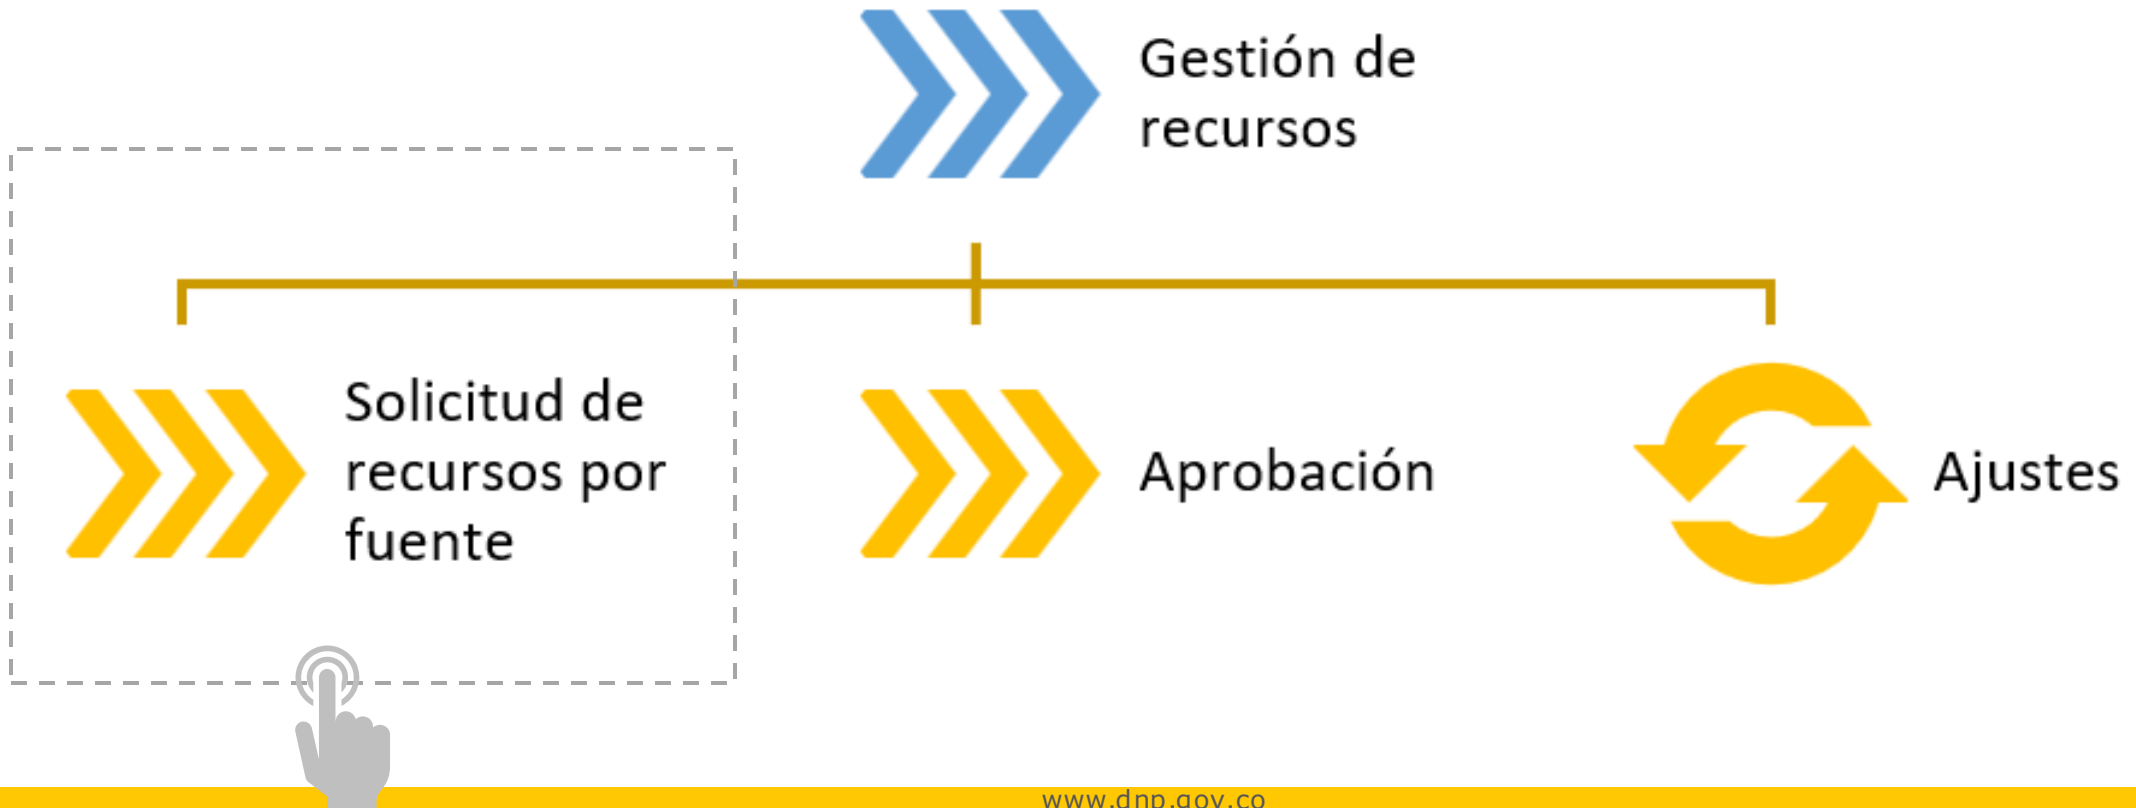 Gestión de
recursos
Solicitud de
recursos por
fuente
Aprobación
Ajustes
www.dnp.gov.co